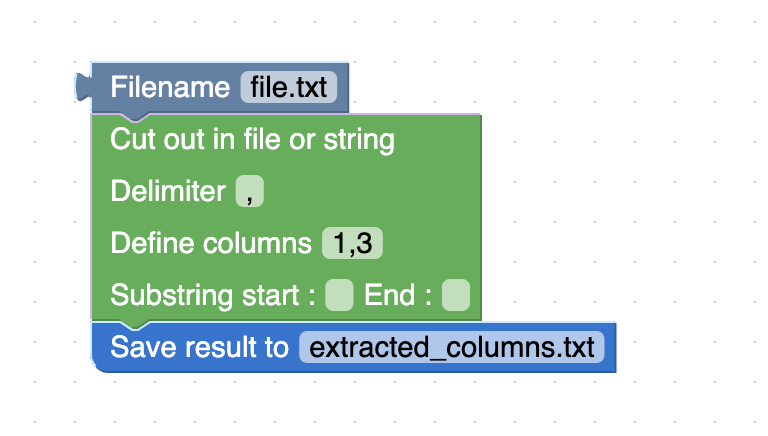 Filename file.txt
Cut out in file or string
Delimiter ,
Define columns 1,3
Substring start : End :
Save result to extracted_columns.txt